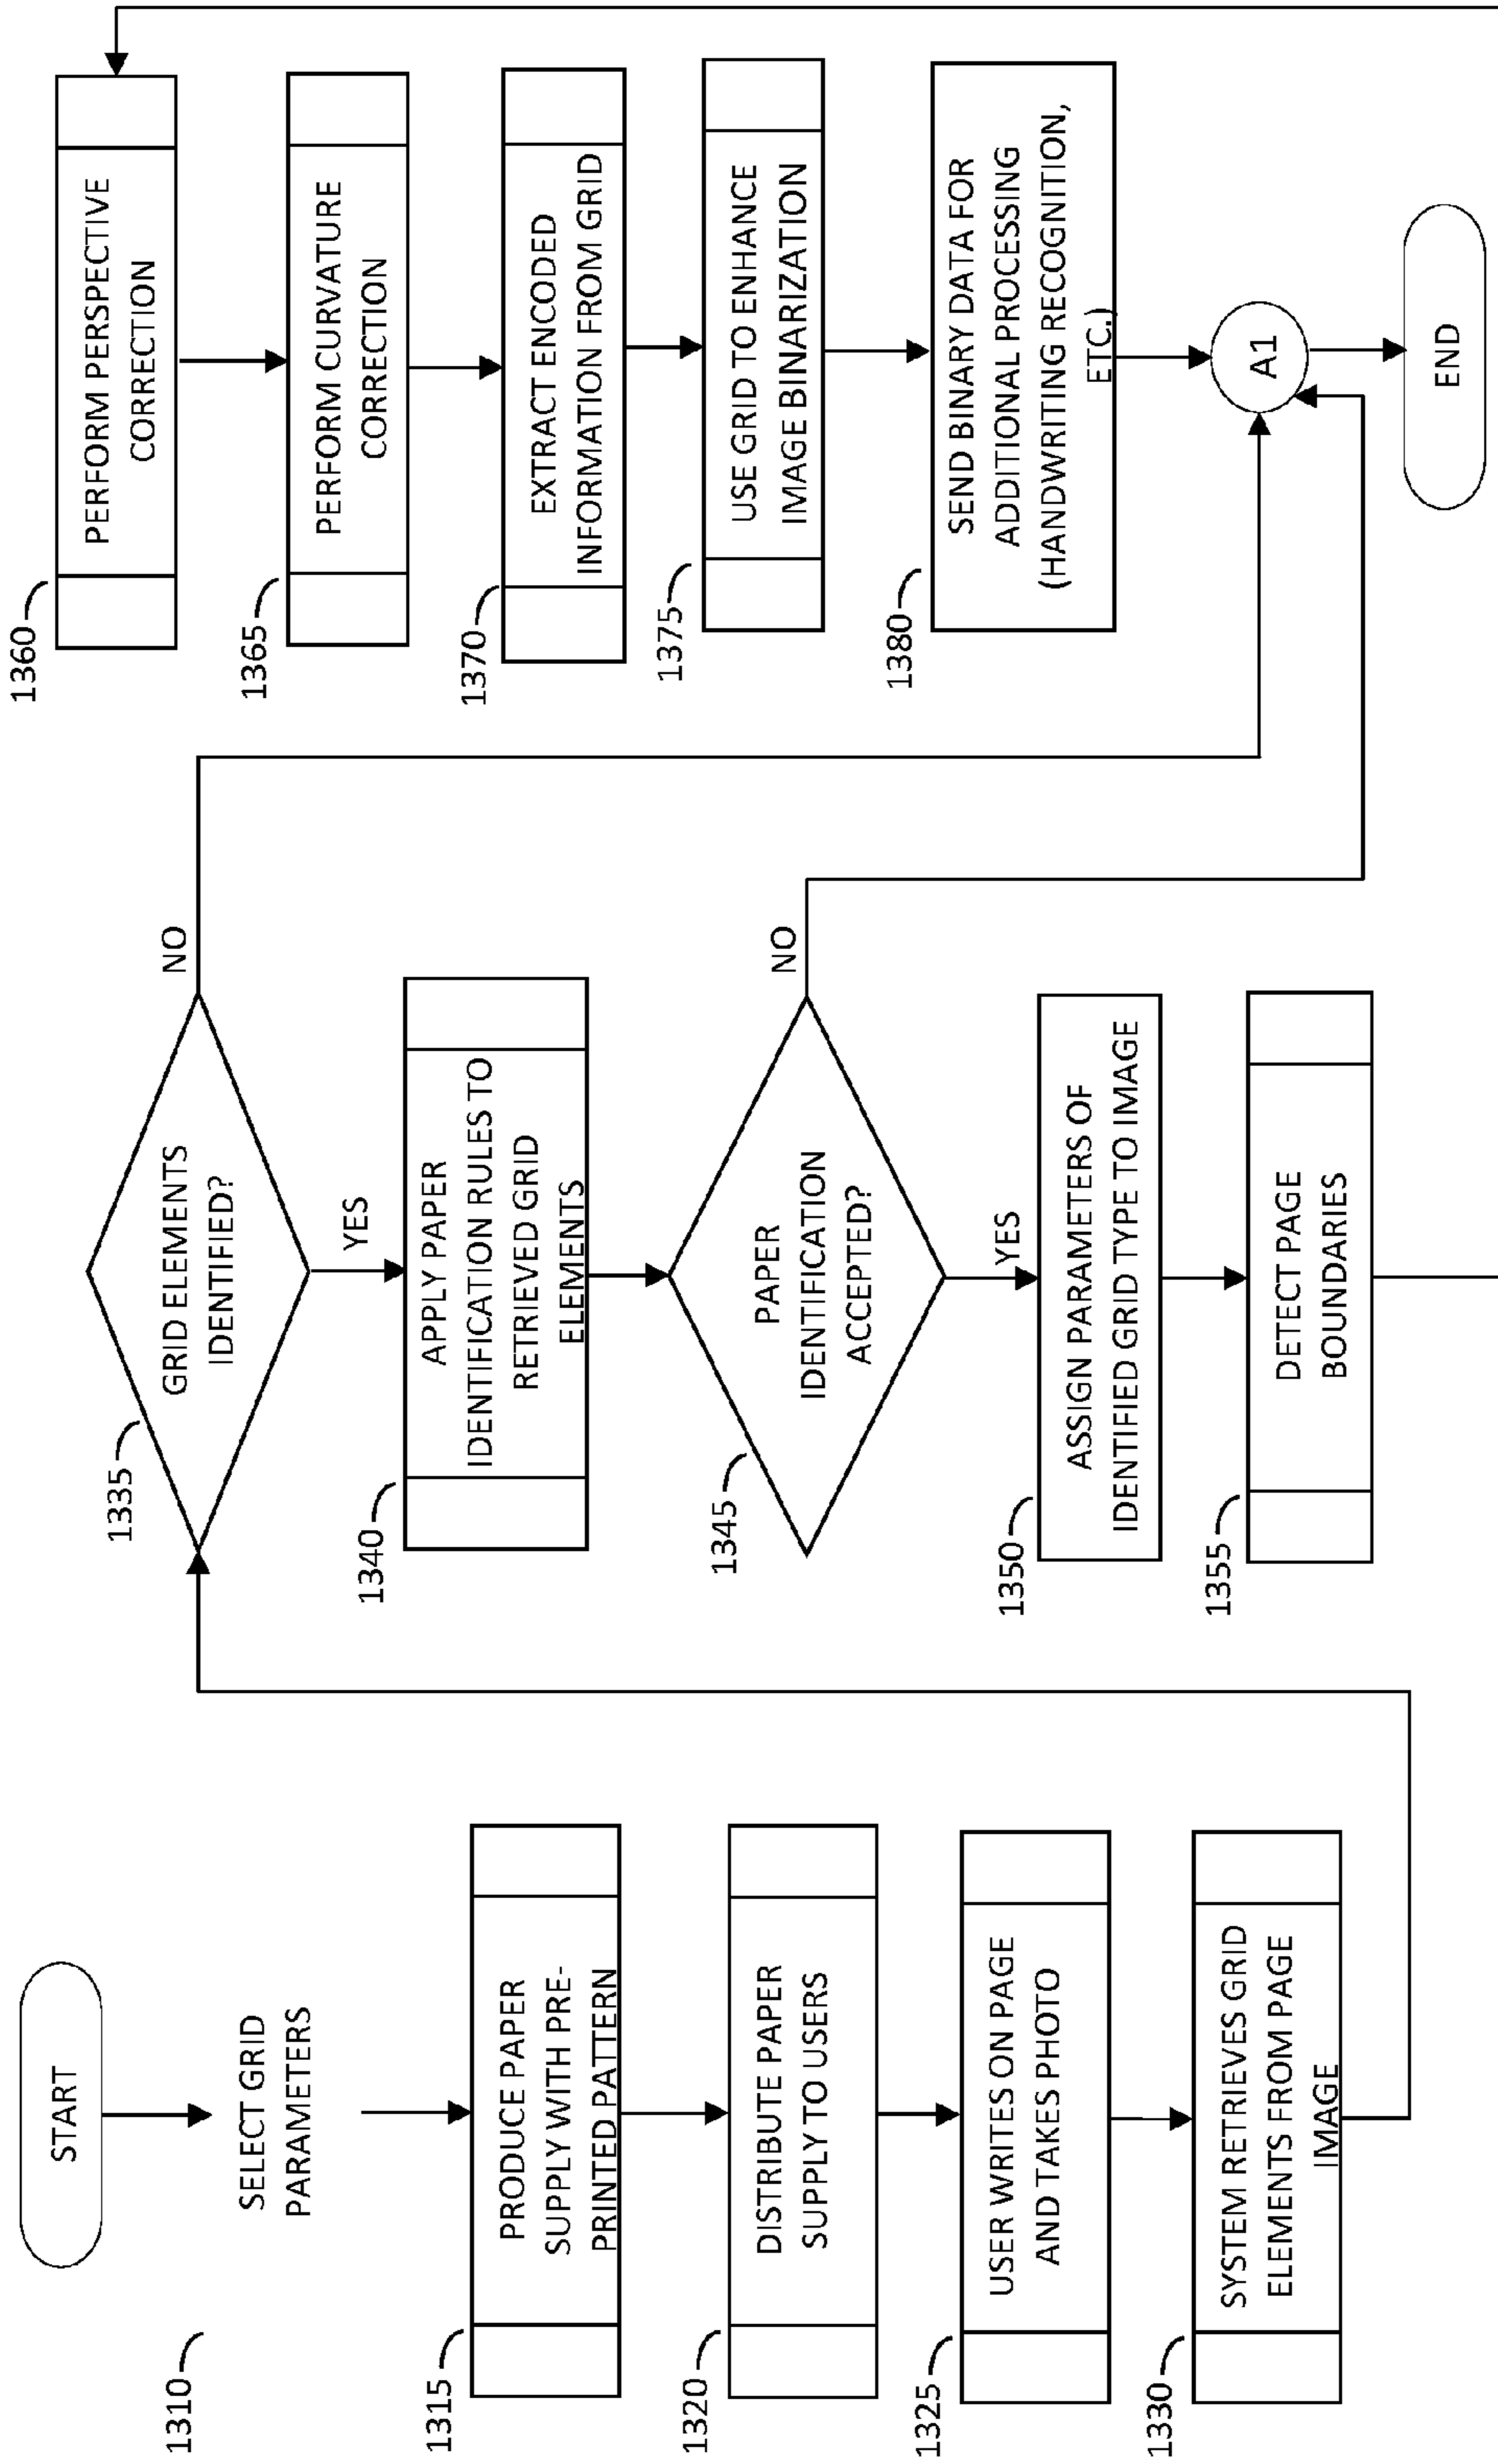 START
1310
SELECT GRID
PARAMETERS
1315
PRODUCE PAPER
SUPPLY WITH PRE-
PRINTED PATTERN
1320
DISTRIBUTE PAPER
SUPPLY TO USERS
1325
USER WRITES ON PAGE
AND TAKES PHOTO
1330
SYSTEM RETRIEVES GRID
ELEMENTS FROM PAGE
IMAGE
1335
GRID ELEMENTS
IDENTIFIED?
NO
YES
1340
APPLY PAPER
IDENTIFICATION RULES TO
RETRIEVED GRID
ELEMENTS
1345
PAPER
IDENTIFICATION
ACCEPTED?
NO
YES
1350
ASSIGN PARAMETERS OF
IDENTIFIED GRID TYPE TO IMAGE
1355
DETECT PAGE
BOUNDARIES
1360
PERFORM PERSPECTIVE
CORRECTION
1365
PERFORM CURVATURE
CORRECTION
1370
EXTRACT ENCODED
INFORMATION FROM GRID
1375
USE GRID TO ENHANCE
IMAGE BINARIZATION
1380
SEND BINARY DATA FOR
ADDITIONAL PROCESSING
(HANDWRITING RECOGNITION,
ETC.)
A1
END